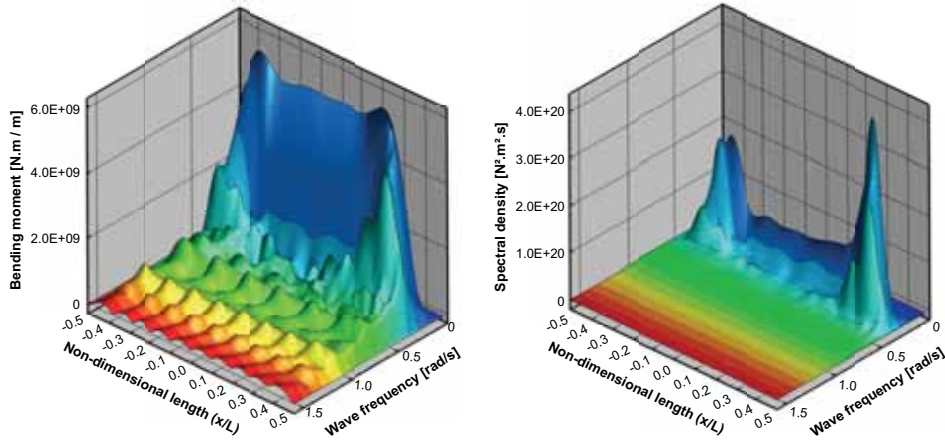 Bending moment [N.m / m]
6.0E+09
4.0E+09
2.0E+09
0
-0.5
-0.4
-0.3
-0.2
-0.1
0.0
0.1
0.2
0.3
0.4
0.5
Non-dimensional length (x/L)
1.5
1.0
0.5
0
Wave frequency [rad/s]
Spectral density [N².m².s]
4.0E+20
3.0E+20
2.0E+20
1.0E+20
0
-0.5
-0.4
-0.3
-0.2
-0.1
0.0
0.1
0.2
0.3
0.4
0.5
Non-dimensional length (x/L)
1.5
1.0
0.5
0
Wave frequency [rad/s]